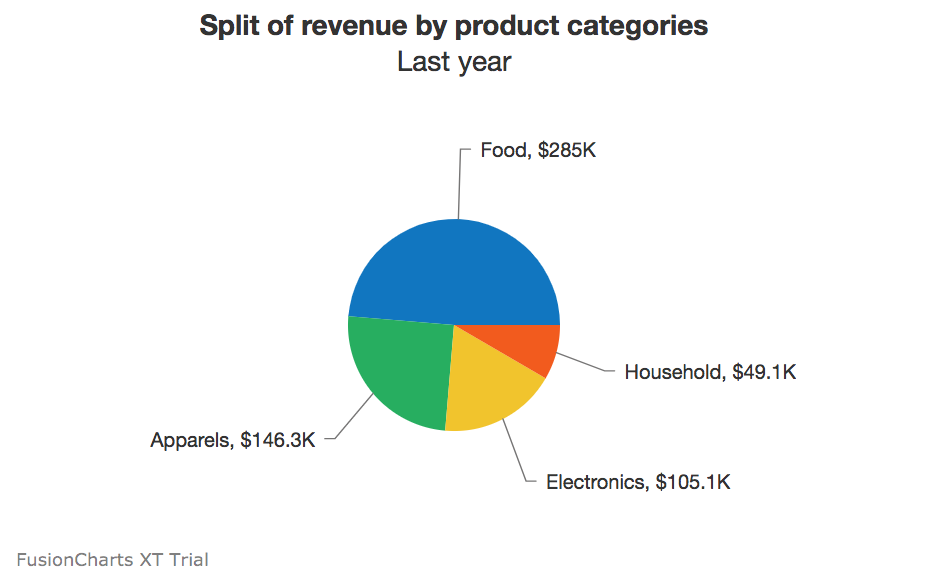 Split of revenue by product categories
Last year
Food, $285K
Household, $49.1K
Apparels, $146.3K
Electronics, $105.1K
FusionCharts XT Trial